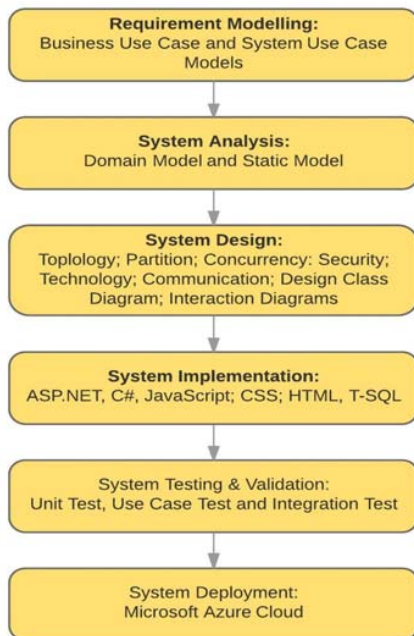 Requirement Modelling:
Business Use Case and System Use Case
Models
System Analysis:
Domain Model and Static Model
System Design:
Toplology; Partition; Concurrency: Security;
Technology; Communication; Design Class
Diagram; Interaction Diagrams
System Implementation:
ASP.NET, C#, JavaScript; CSS; HTML, T-SQL
System Testing & Validation:
Unit Test, Use Case Test and Integration Test
System Deployment:
Microsoft Azure Cloud